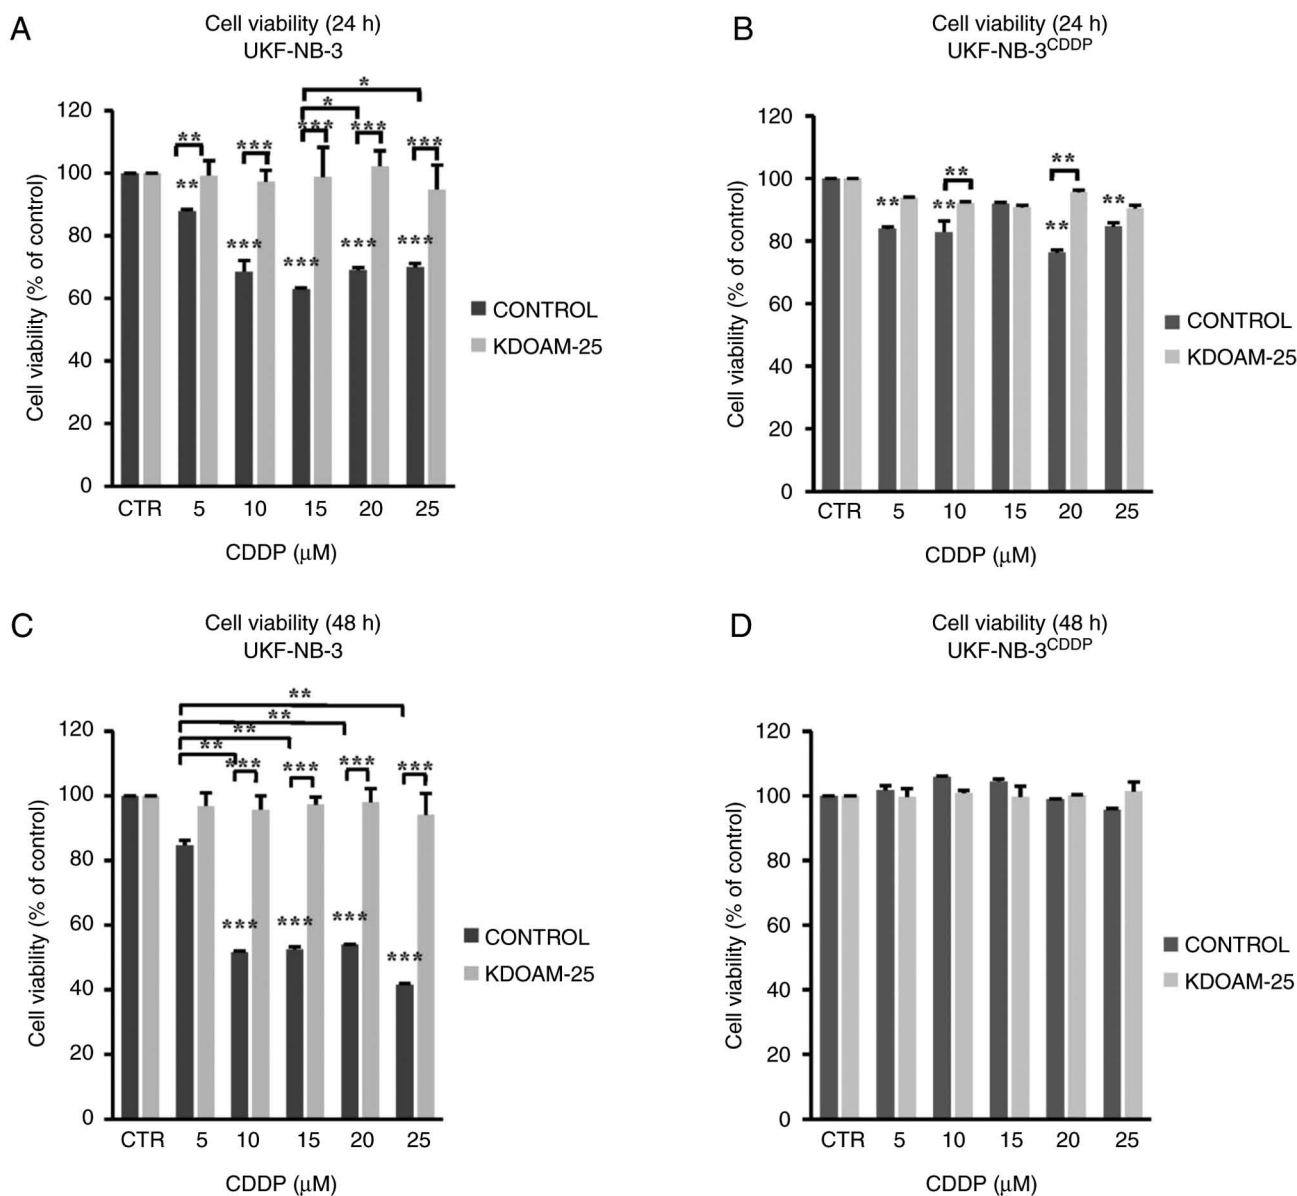 A
Cell viability (24 h)
UKF-NB-3
*
*
** *** *** *** ***
** *** *** *** ***
Cell viability (% of control)
120
100
80
60
40
20
0
CTR 5 10 15 20 25
CDDP (μM)
CONTROL
KDOAM-25
B
Cell viability (24 h)
UKF-NB-3CDDP
** **
** ** ** **
Cell viability (% of control)
120
100
80
60
40
20
0
CTR 5 10 15 20 25
CDDP (μM)
CONTROL
KDOAM-25
C
Cell viability (48 h)
UKF-NB-3
**
**
**
**
*** *** *** ***
*** *** *** ***
Cell viability (% of control)
120
100
80
60
40
20
0
CTR 5 10 15 20 25
CDDP (μM)
CONTROL
KDOAM-25
D
Cell viability (48 h)
UKF-NB-3CDDP
Cell viability (% of control)
120
100
80
60
40
20
0
CTR 5 10 15 20 25
CDDP (μM)
CONTROL
KDOAM-25